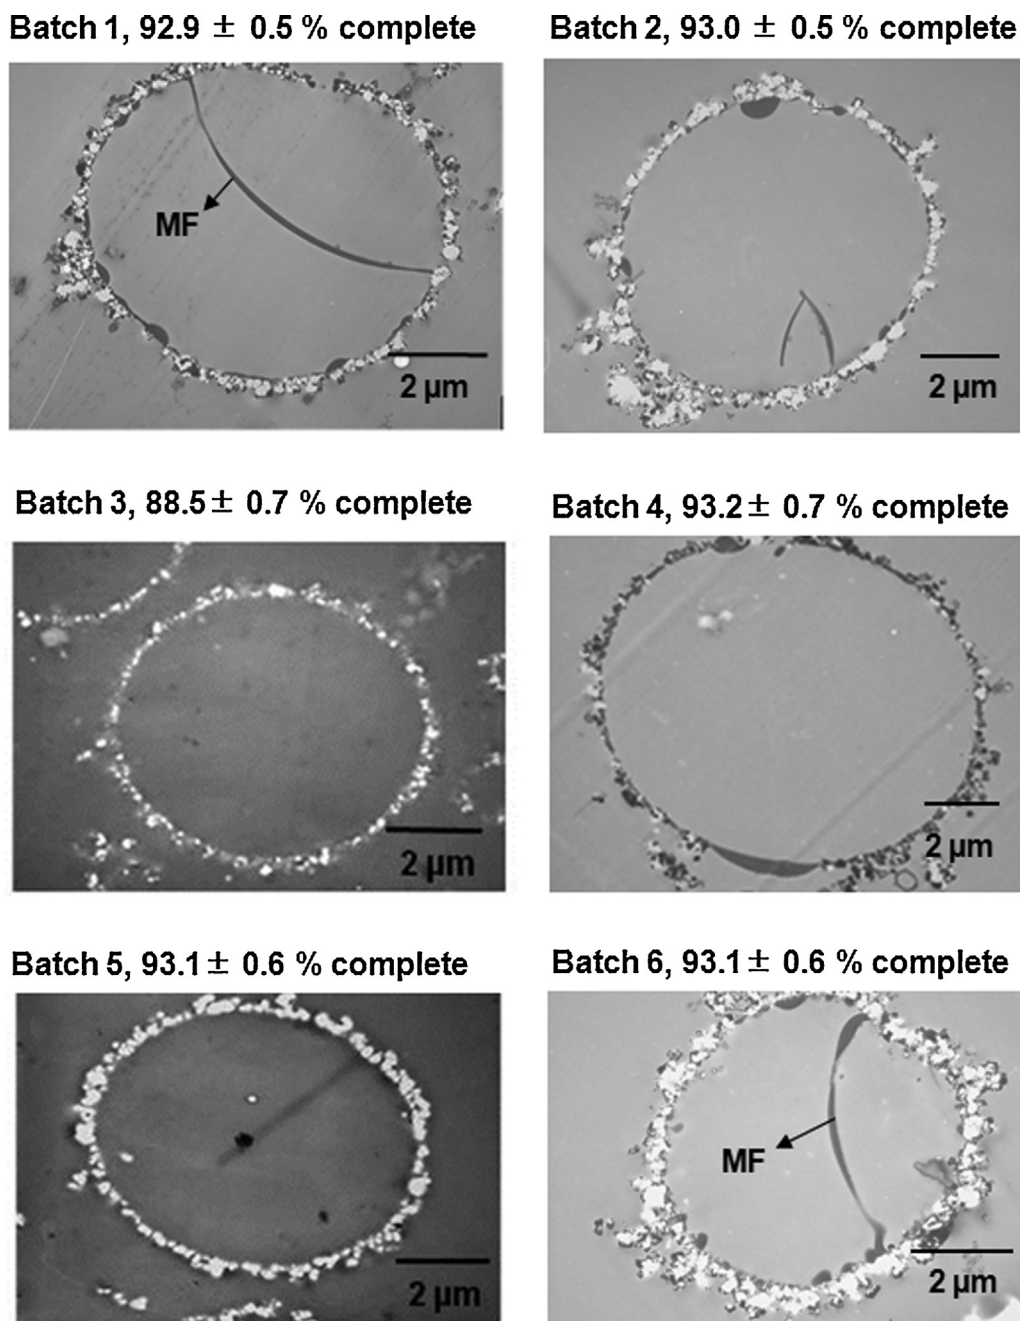 Batch 1, 92.9 ± 0.5 % complete
Batch 2, 93.0 ± 0.5 % complete
MF
2 µm
2 µm
Batch 3, 88.5 ± 0.7 % complete
Batch 4, 93.2 ± 0.7 % complete
2 µm
2 µm
Batch 5, 93.1 ± 0.6 % complete
Batch 6, 93.1 ± 0.6 % complete
MF
2 µm
2 µm